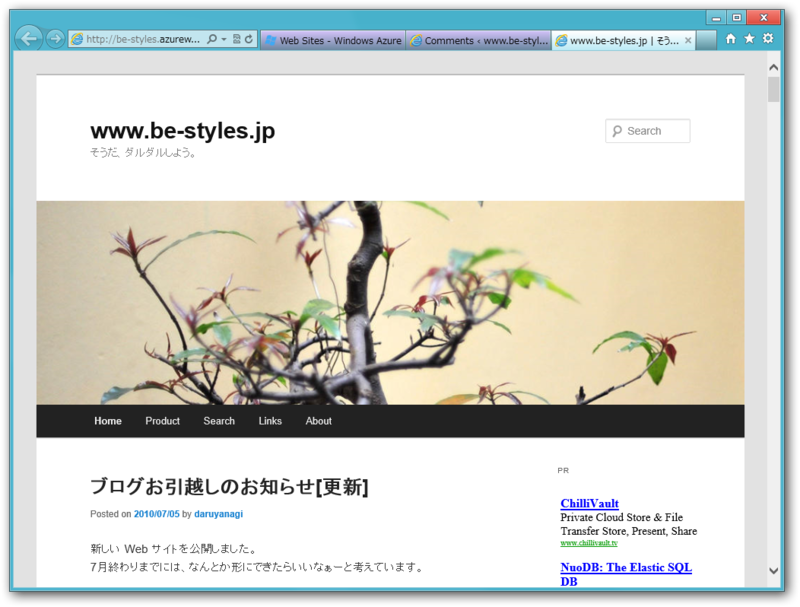 http://be-styles.azurew...
Web Sites - Windows Azure
Comments ‹ www.be-styl...
www.be-styles.jp | そう...
www.be-styles.jp
そうだ、ダルダルしよう。
Search
Home Product Search Links About
ブログお引越しのお知らせ[更新]
Posted on 2010/07/05 by daruyanagi
新しい Web サイトを公開しました。
7月終わりまでには、なんとか形にできたらいいなぁーと考えています。
PR
ChilliVault
Private Cloud Store & File
Transfer Store, Present, Share
www.chillivault.tv
NuoDB: The Elastic SQL
DB